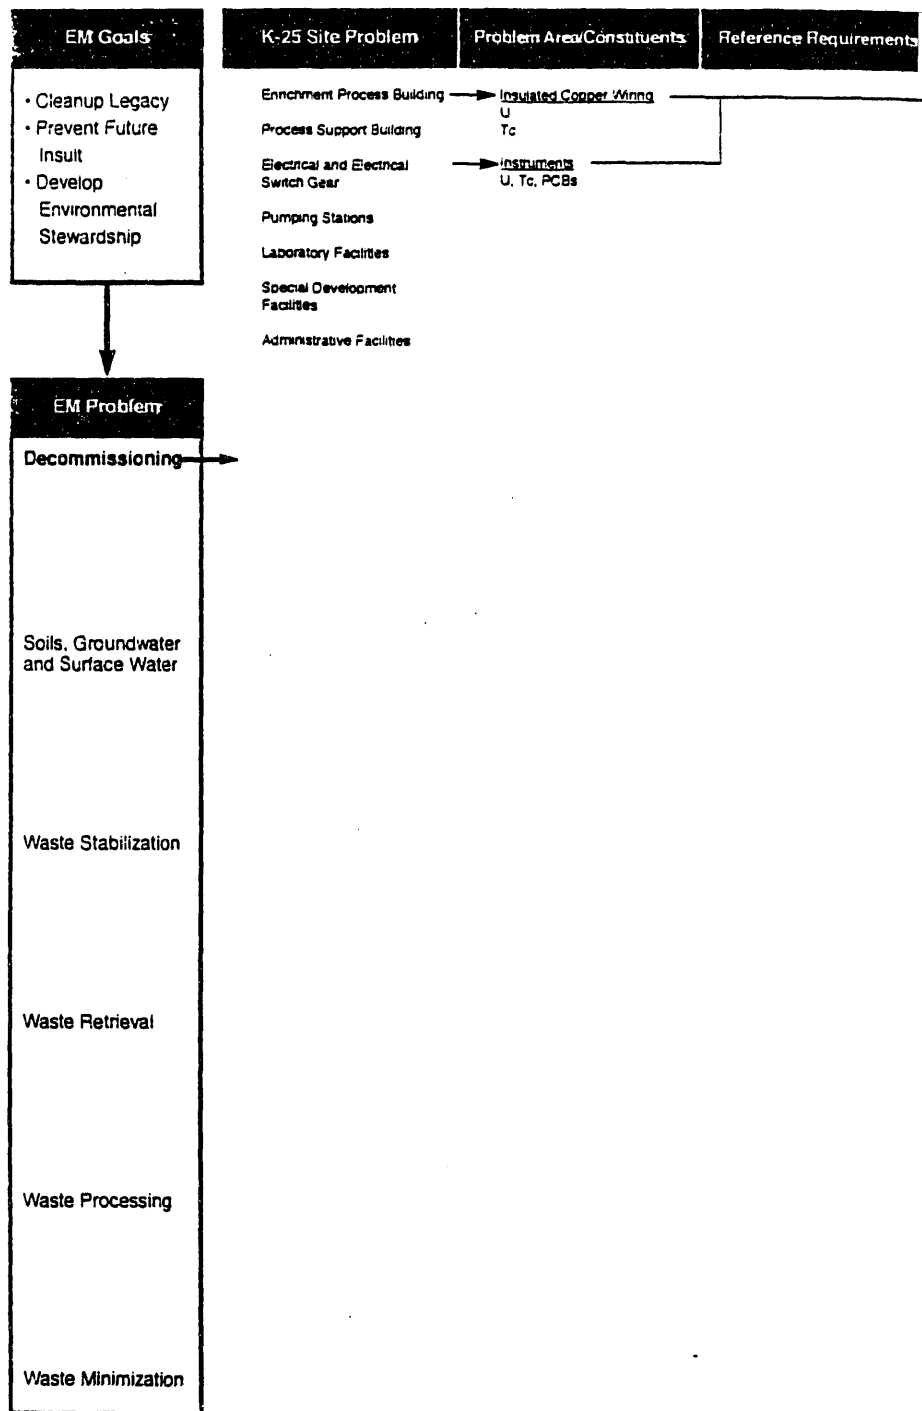 EM Goals
• Cleanup Legacy
• Prevent Future
Insult
• Develop
Environmental
Stewardship
EM Problem
Decommissioning
Soils, Groundwater
and Surface Water
Waste Stabilization
Waste Retrieval
Waste Processing
Waste Minimization
K-25 Site Problem
Enrichment Process Building
Process Support Building
Electrical and Electrical
Switch Gear
Pumping Stations
Laboratory Facilities
Special Development
Facilities
Administrative Facilities
Problem Area/Constituents
Insulated Copper Wiring
U
Tc
Instruments
U, Tc, PCBs
Reference Requirements